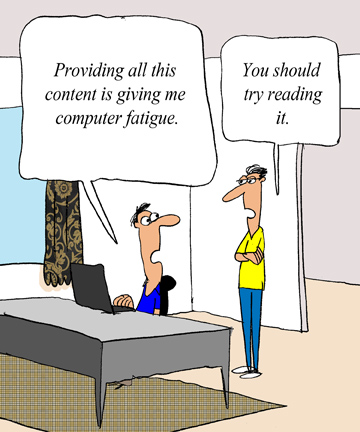 Providing all this
content is giving me
computer fatigue.
You should
try reading
it.